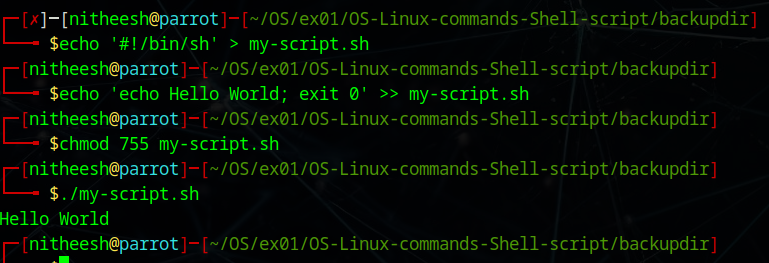 ┌─[✗]─[nitheesh@parrot]─[~/OS/ex01/OS-Linux-commands-Shell-script/backupdir]
└──╼ $echo '#!/bin/sh' > my-script.sh
┌─[nitheesh@parrot]─[~/OS/ex01/OS-Linux-commands-Shell-script/backupdir]
└──╼ $echo 'echo Hello World; exit 0' >> my-script.sh
┌─[nitheesh@parrot]─[~/OS/ex01/OS-Linux-commands-Shell-script/backupdir]
└──╼ $chmod 755 my-script.sh
┌─[nitheesh@parrot]─[~/OS/ex01/OS-Linux-commands-Shell-script/backupdir]
└──╼ $./my-script.sh
Hello World
┌─[nitheesh@parrot]─[~/OS/ex01/OS-Linux-commands-Shell-script/backupdir]
└──╼ $